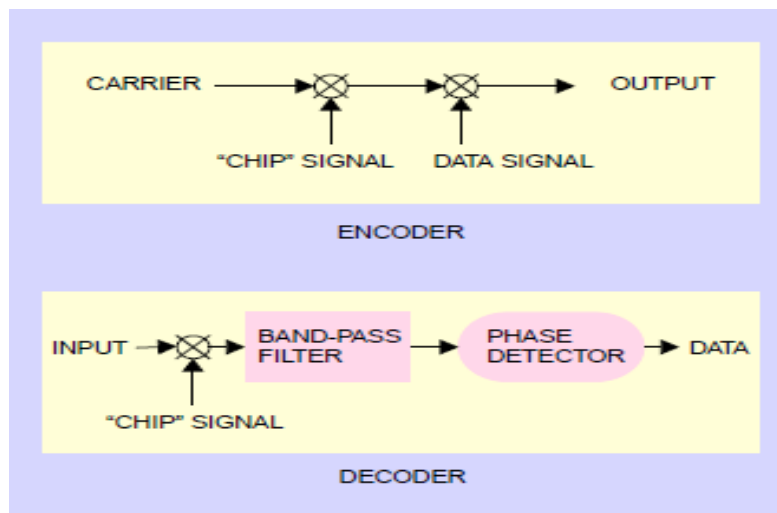 CARRIER
OUTPUT
“CHIP” SIGNAL
DATA SIGNAL
ENCODER
INPUT
BAND-PASS
FILTER
PHASE
DETECTOR
DATA
“CHIP” SIGNAL
DECODER